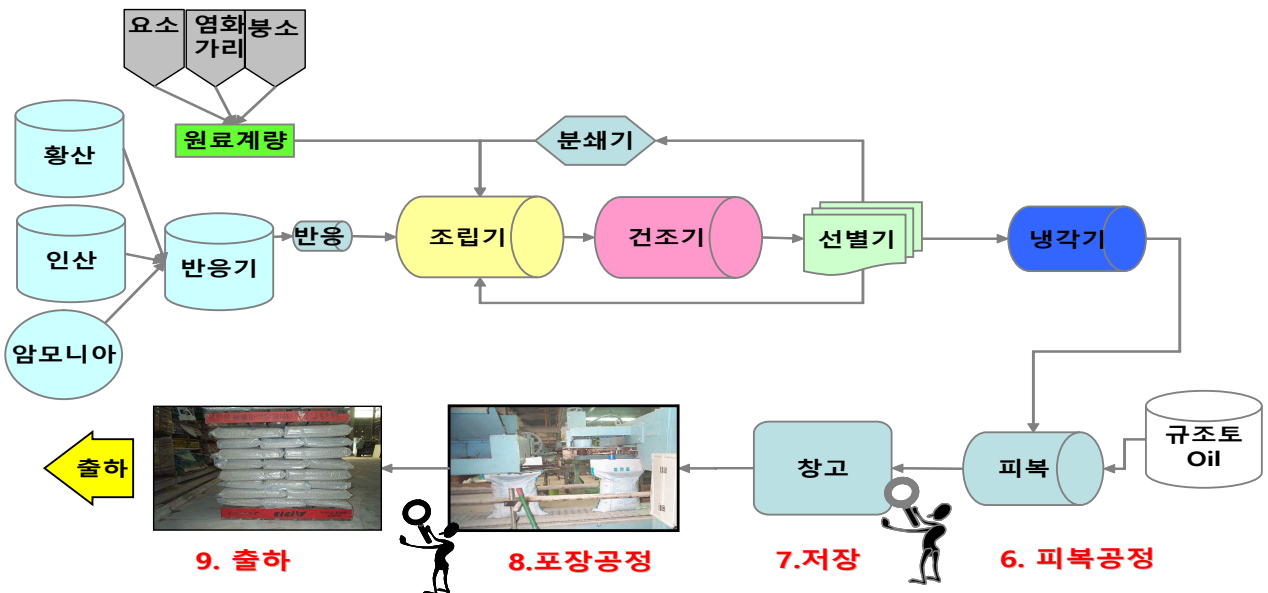 요소
염화
가리
붕소
원료계량
분쇄기
황산
인산
암모니아
반응기
반응
조립기
건조기
선별기
냉각기
규조토
Oil
피복
창고
출하
9. 출하
8.포장공정
7.저장
6. 피복공정